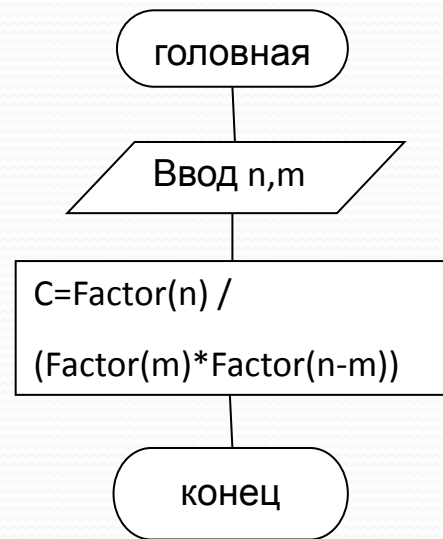 головная
Ввод n,m
C=Factor(n) /
(Factor(m)*Factor(n-m))
конец